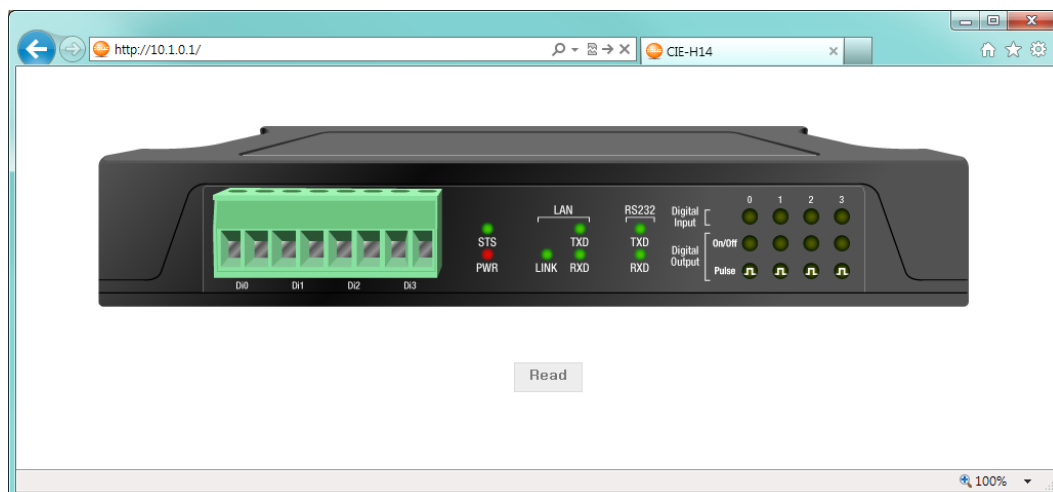 http://10.1.0.1/
CIE-H14
LAN
RS232
Digital
Input
0 1 2 3
STS
TXD
TXD
On/Off
Digital
Output
PWR
LINK RXD
RXD
Pulse
Di0 Di1 Di2 Di3
Read
100%